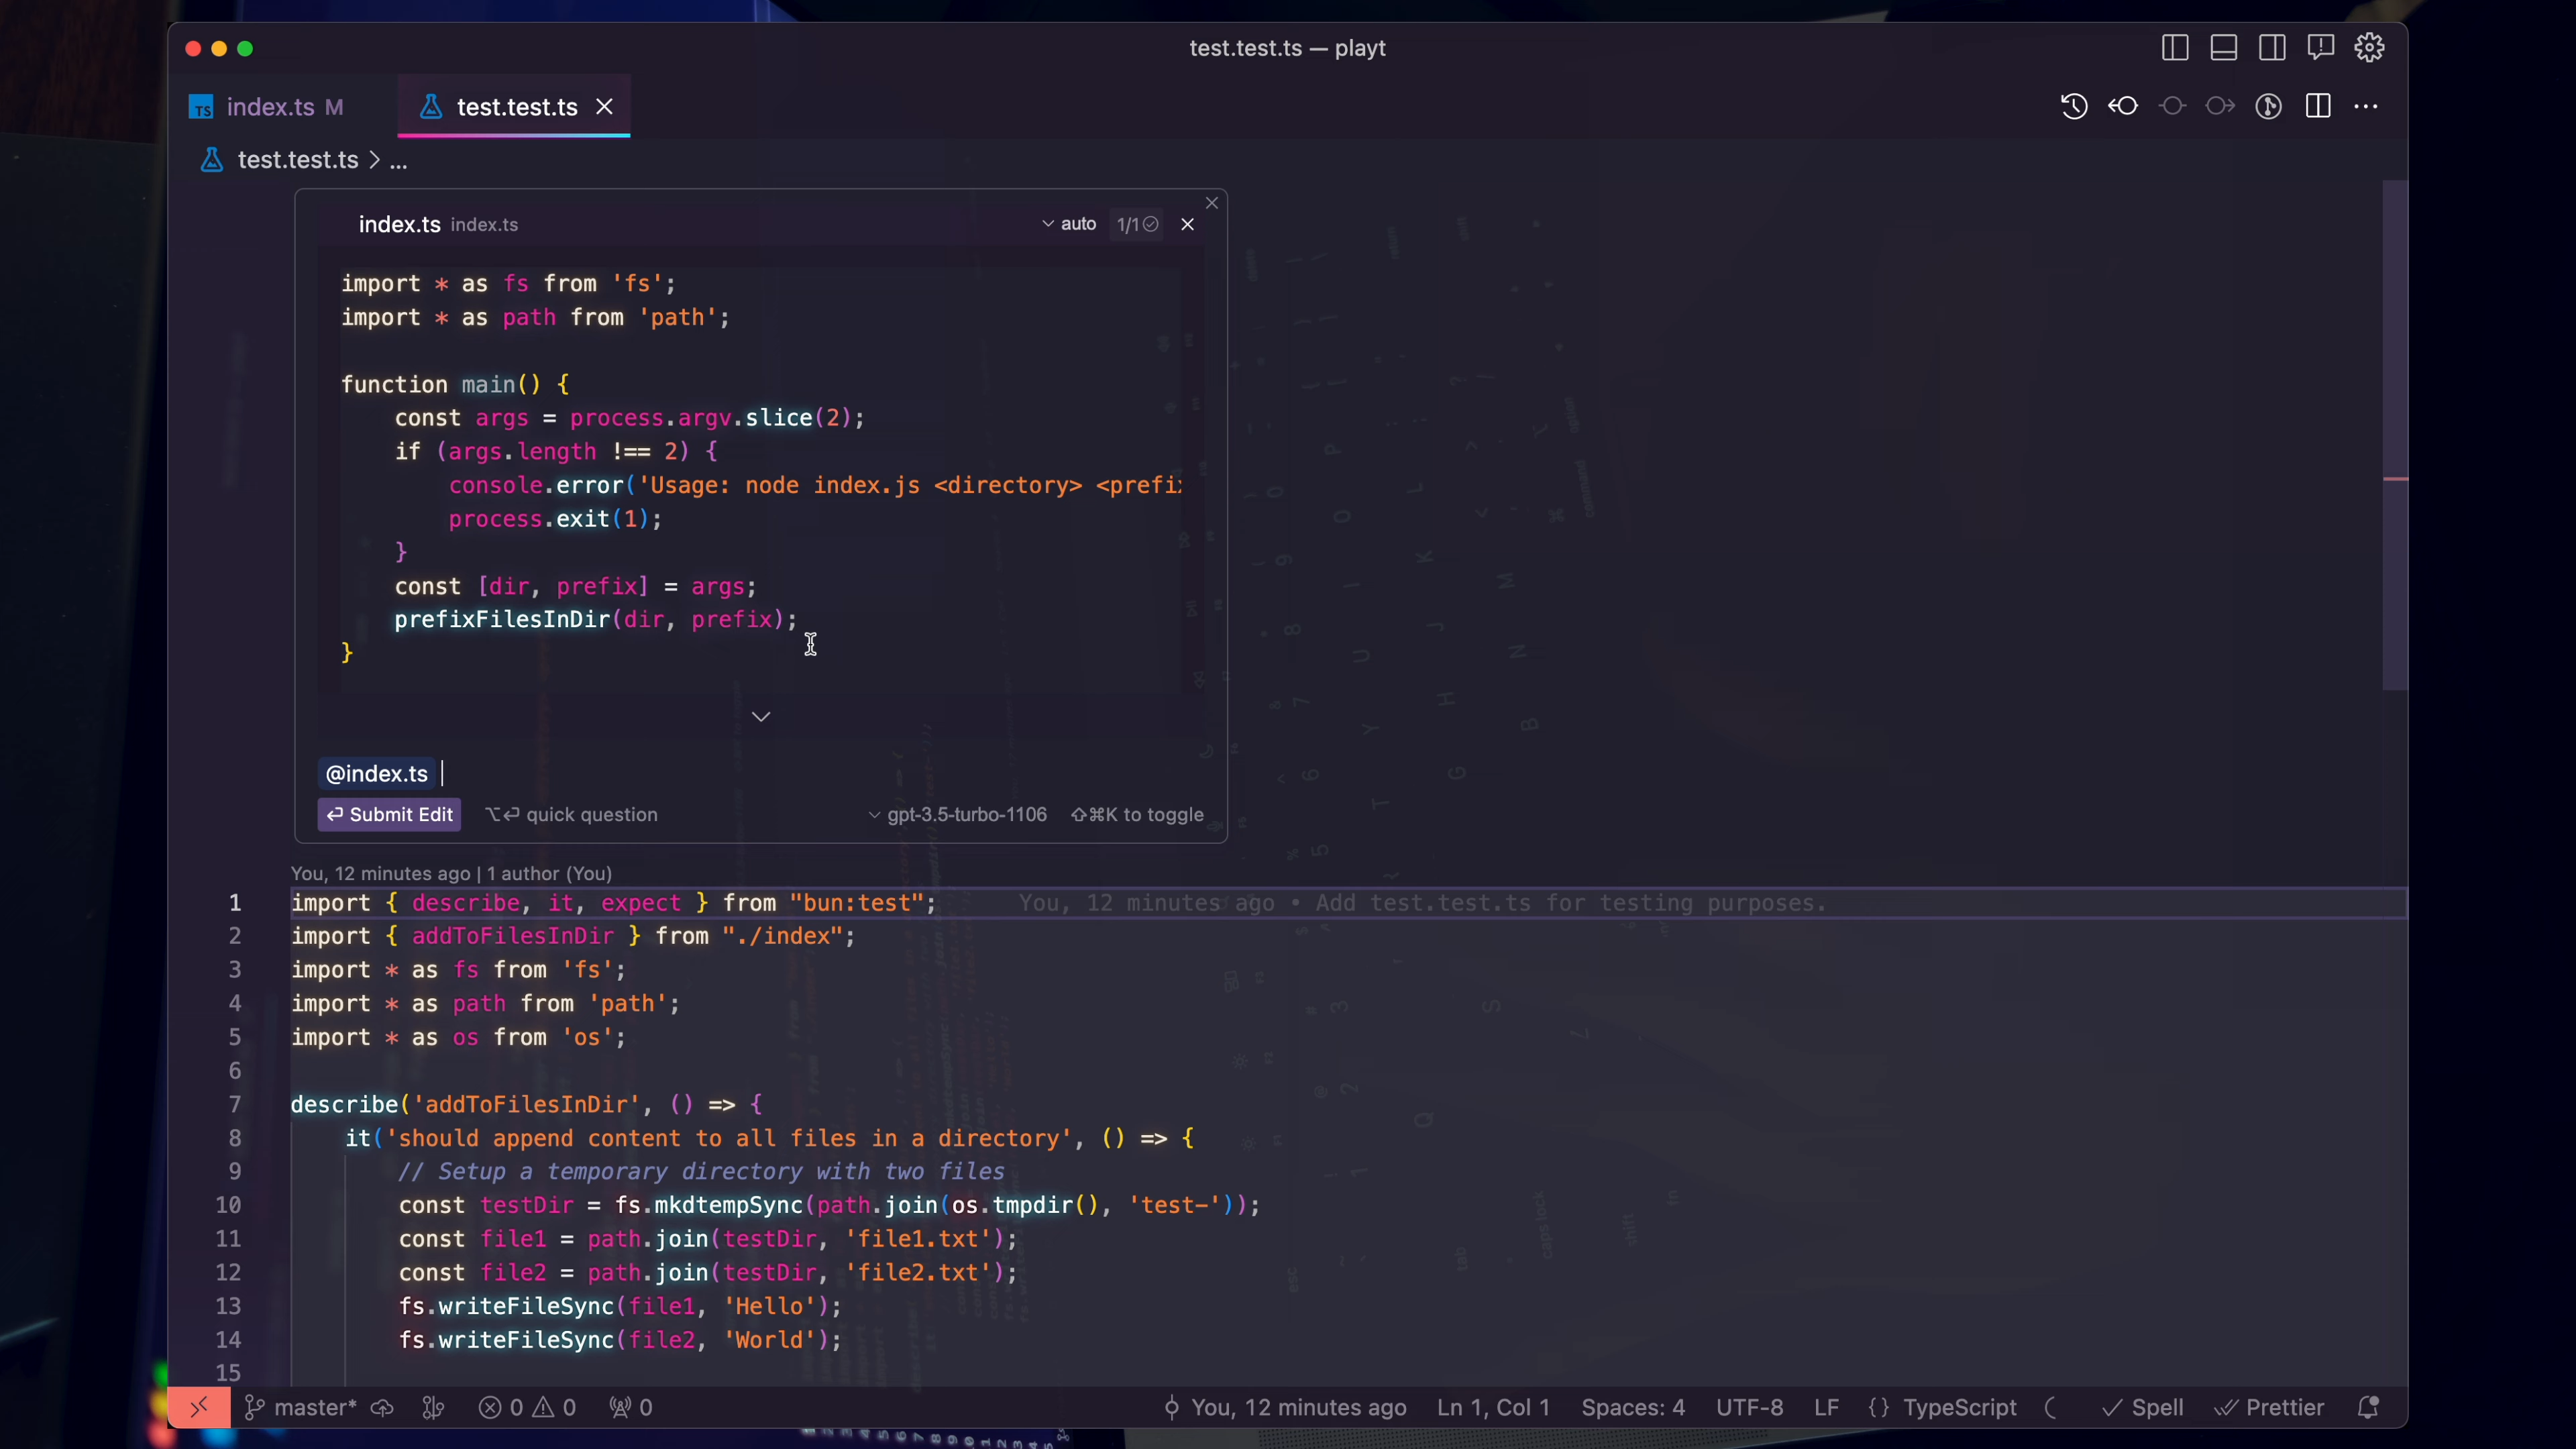 test.test.ts — playt
index.ts M
test.test.ts
test.test.ts > ...
index.ts index.ts
auto 1/1
import * as fs from 'fs';
import * as path from 'path';
function main() {
const args = process.argv.slice(2);
if (args.length !== 2) {
console.error('Usage: node index.js <directory> <prefix
process.exit(1);
}
const [dir, prefix] = args;
prefixFilesInDir(dir, prefix);
}
@index.ts
Submit Edit ⌥⏎ quick question gpt-3.5-turbo-1106 ⇧⌘K to toggle
You, 12 minutes ago | 1 author (You)
1 import { describe, it, expect } from "bun:test"; You, 12 minutes ago • Add test.test.ts for testing purposes.
2 import { addToFilesInDir } from "./index";
3 import * as fs from 'fs';
4 import * as path from 'path';
5 import * as os from 'os';
6
7 describe('addToFilesInDir', () => {
8 it('should append content to all files in a directory', () => {
9 // Setup a temporary directory with two files
10 const testDir = fs.mkdtempSync(path.join(os.tmpdir(), 'test-'));
11 const file1 = path.join(testDir, 'file1.txt');
12 const file2 = path.join(testDir, 'file2.txt');
13 fs.writeFileSync(file1, 'Hello');
14 fs.writeFileSync(file2, 'World');
15
master* 0 0 0 You, 12 minutes ago Ln 1, Col 1 Spaces: 4 UTF-8 LF {} TypeScript Spell Prettier